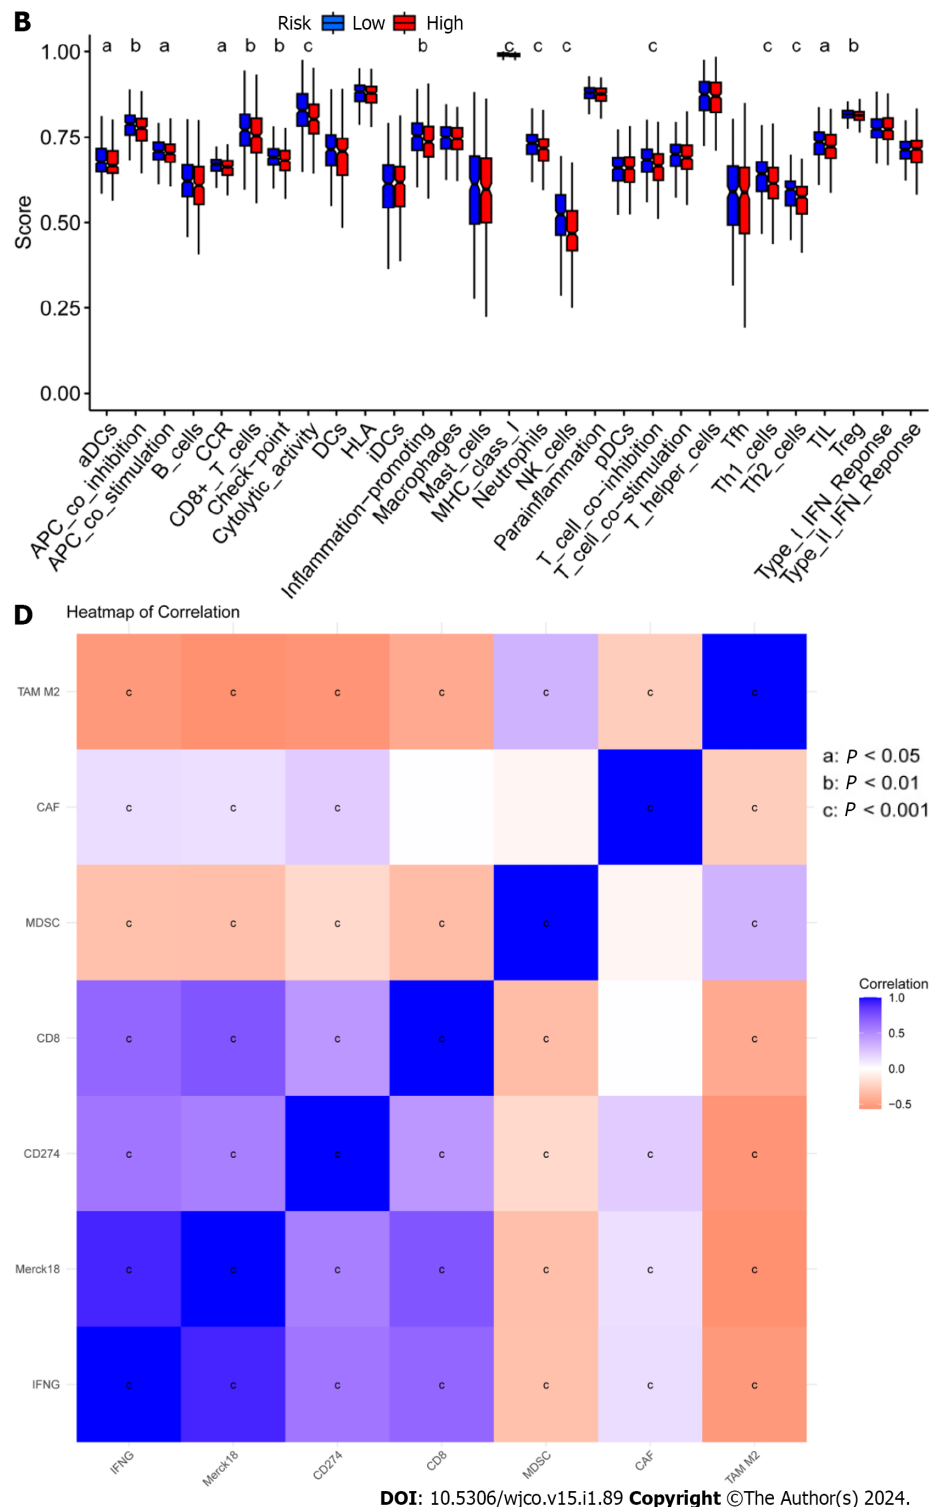 B
Risk Low High
1.00
0.75
0.50
0.25
0.00
Score
a b a a b b c b c c c c c c a b
aDCs
APC_co_inhibition
APC_co_stimulation
B_cells
CCR
CD8+_T_cells
Check-point
Cytolytic_activity
DCs
HLA
iDCs
Inflammation-promoting
Macrophages
Mast_cells
MHC_class_I
Neutrophils
NK_cells
Parainflammation
pDCs
T_cell_co-inhibition
T_cell_co-stimulation
T_helper_cells
Tfh
Th1_cells
Th2_cells
TIL
Treg
Type_I_IFN_Reponse
Type_II_IFN_Reponse
D
Heatmap of Correlation
TAM M2 c c c c c c c
a: P < 0.05
b: P < 0.01
c: P < 0.001
CAF c c c c c
MDSC c c c c c c
Correlation
1.0
0.5
0.0
−0.5
CD8 c c c c c c
CD274 c c c c c c c
Merck18 c c c c c c c
IFNG c c c c c c c
IFNG Merck18 CD274 CD8 MDSC CAF TAM M2
DOI: 10.5306/wjco.v15.i1.89 Copyright ©The Author(s) 2024.